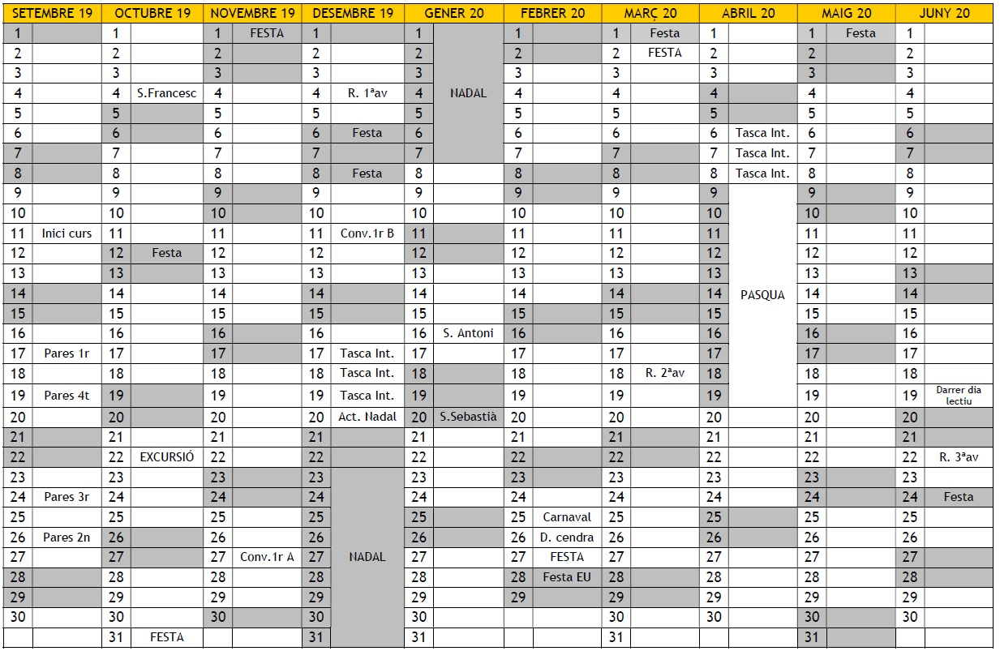 SETEMBRE 19 OCTUBRE 19 NOVEMBRE 19 DESEMBRE 19 GENER 20 FEBRER 20 MARÇ 20 ABRIL 20 MAIG 20 JUNY 20
1 1 1 FESTA 1 1 1 1 Festa 1 1 Festa 1
2 2 2 2 2 2 2 FESTA 2 2 2
3 3 3 3 3 3 3 3 3 3
4 4 S.Francesc 4 4 R. 1ªav 4 NADAL 4 4 4 4 4
5 5 5 5 5 5 5 5 5 5
6 6 6 6 Festa 6 6 6 6 Tasca Int. 6 6
7 7 7 7 7 7 7 7 Tasca Int. 7 7
8 8 8 8 Festa 8 8 8 8 Tasca Int. 8 8
9 9 9 9 9 9 9 9 9 9
10 10 10 10 10 10 10 10 10 10
11 Inici curs 11 11 11 Conv.1r B 11 11 11 11 11 11
12 12 Festa 12 12 12 12 12 12 12 12
13 13 13 13 13 13 13 13 13 13
14 14 14 14 14 14 14 14 PASQUA 14 14
15 15 15 15 15 15 15 15 15 15
16 16 16 16 16 S. Antoni 16 16 16 16 16
17 Pares 1r 17 17 17 Tasca Int. 17 17 17 17 17 17
18 18 18 18 Tasca Int. 18 18 18 R. 2ªav 18 18 18
19 Pares 4t 19 19 19 Tasca Int. 19 19 19 19 19 19 Darrer dia
lectiu
20 20 20 20 Act. Nadal 20 S.Sebastià 20 20 20 20 20
21 21 21 21 21 21 21 21 21 21
22 22 EXCURSIÓ 22 22 22 22 22 22 22 22 R. 3ªav
23 23 23 23 23 23 23 23 23 23
24 Pares 3r 24 24 24 24 24 24 24 24 24 Festa
25 25 25 25 25 25 Carnaval 25 25 25 25
26 Pares 2n 26 26 26 26 26 D. cendra 26 26 26 26
27 27 27 Conv.1r A 27 NADAL 27 27 FESTA 27 27 27 27
28 28 28 28 28 28 Festa EU 28 28 28 28
29 29 29 29 29 29 29 29 29 29
30 30 30 30 30 30 30 30 30
31 FESTA 31 31 31 31